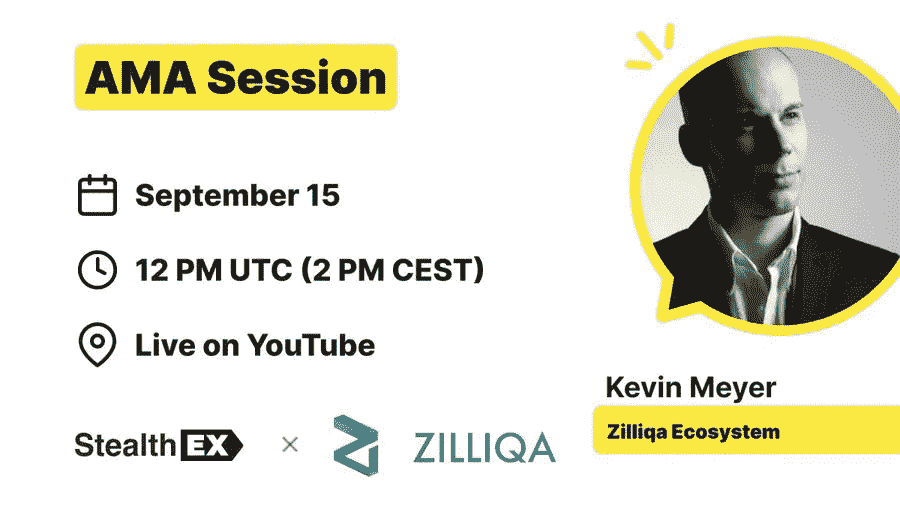 AMA Session
September 15
12 PM UTC (2 PM CEST)
Live on YouTube
StealthEX × ZILLIQA
Kevin Meyer
Zilliqa Ecosystem